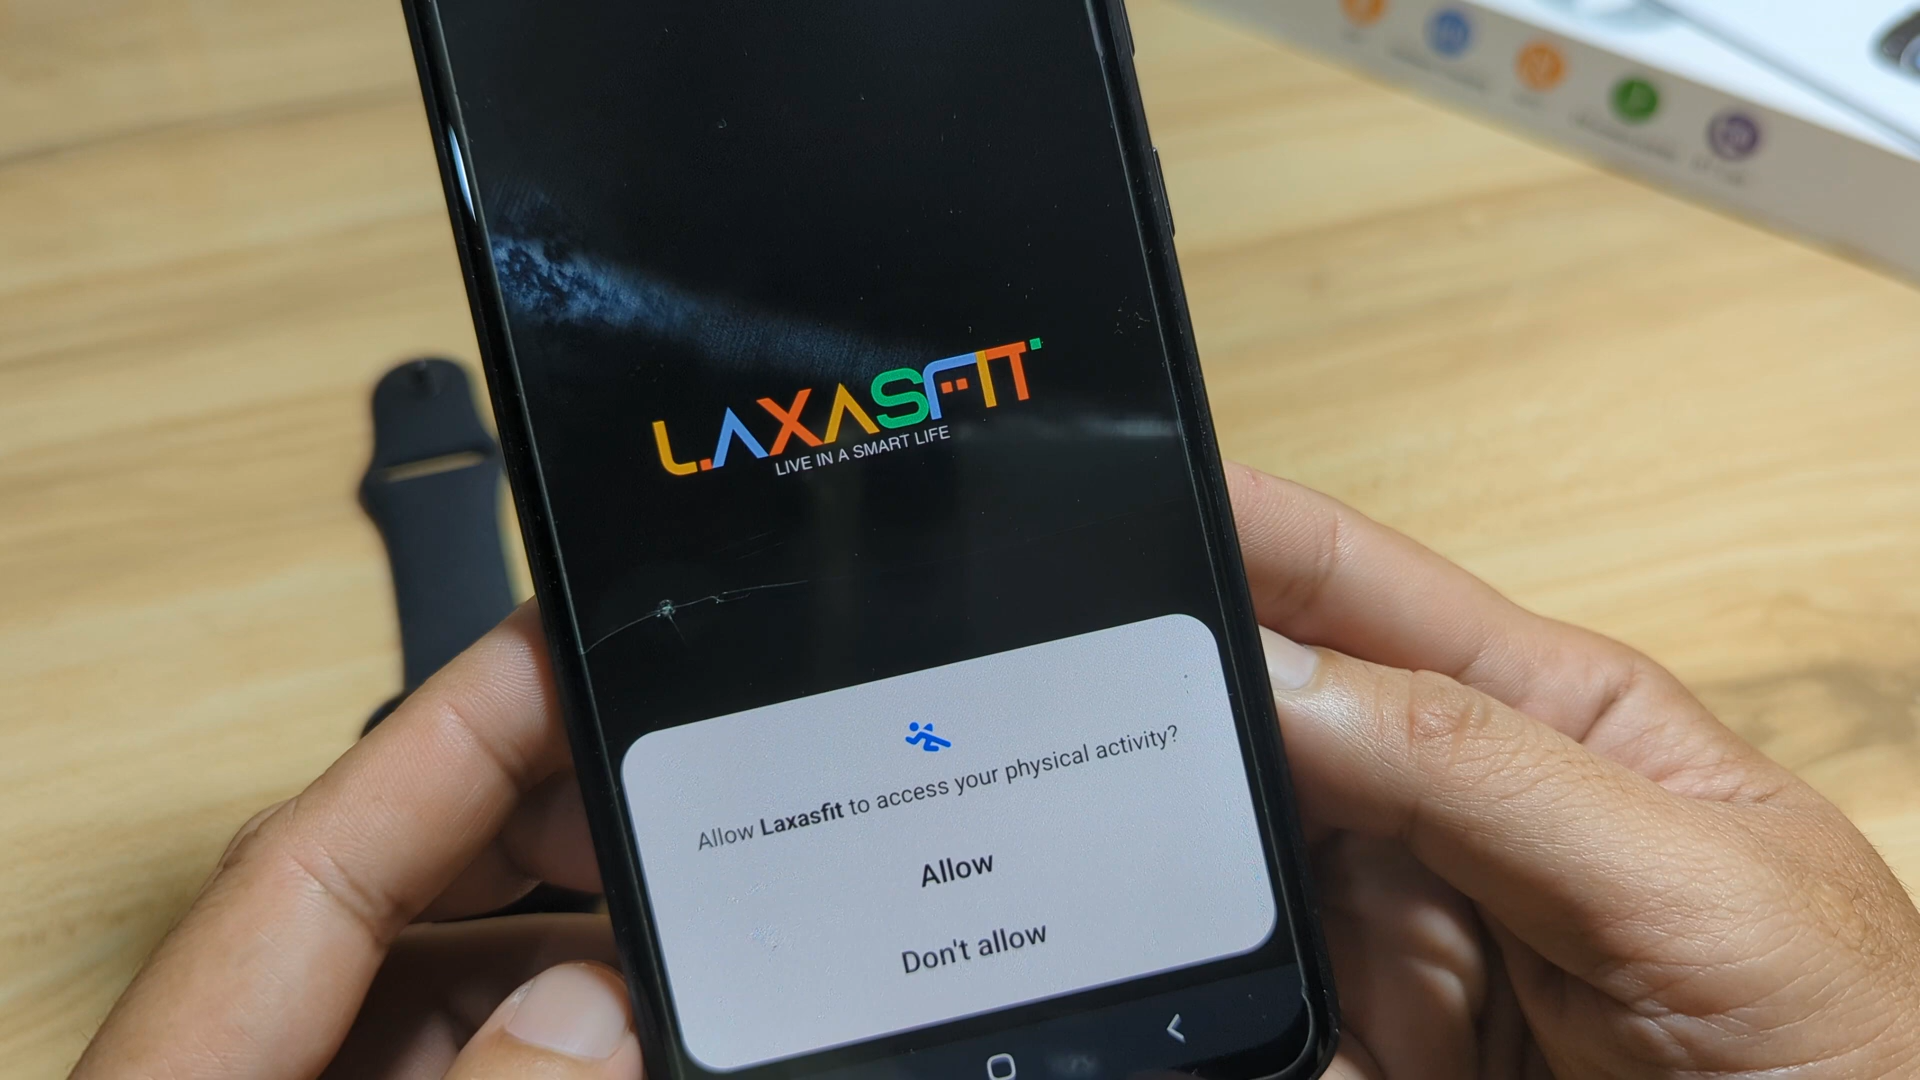 LAXASFIT
LIVE IN A SMART LIFE
Allow Laxasfit to access your physical activity?
Allow
Don't allow